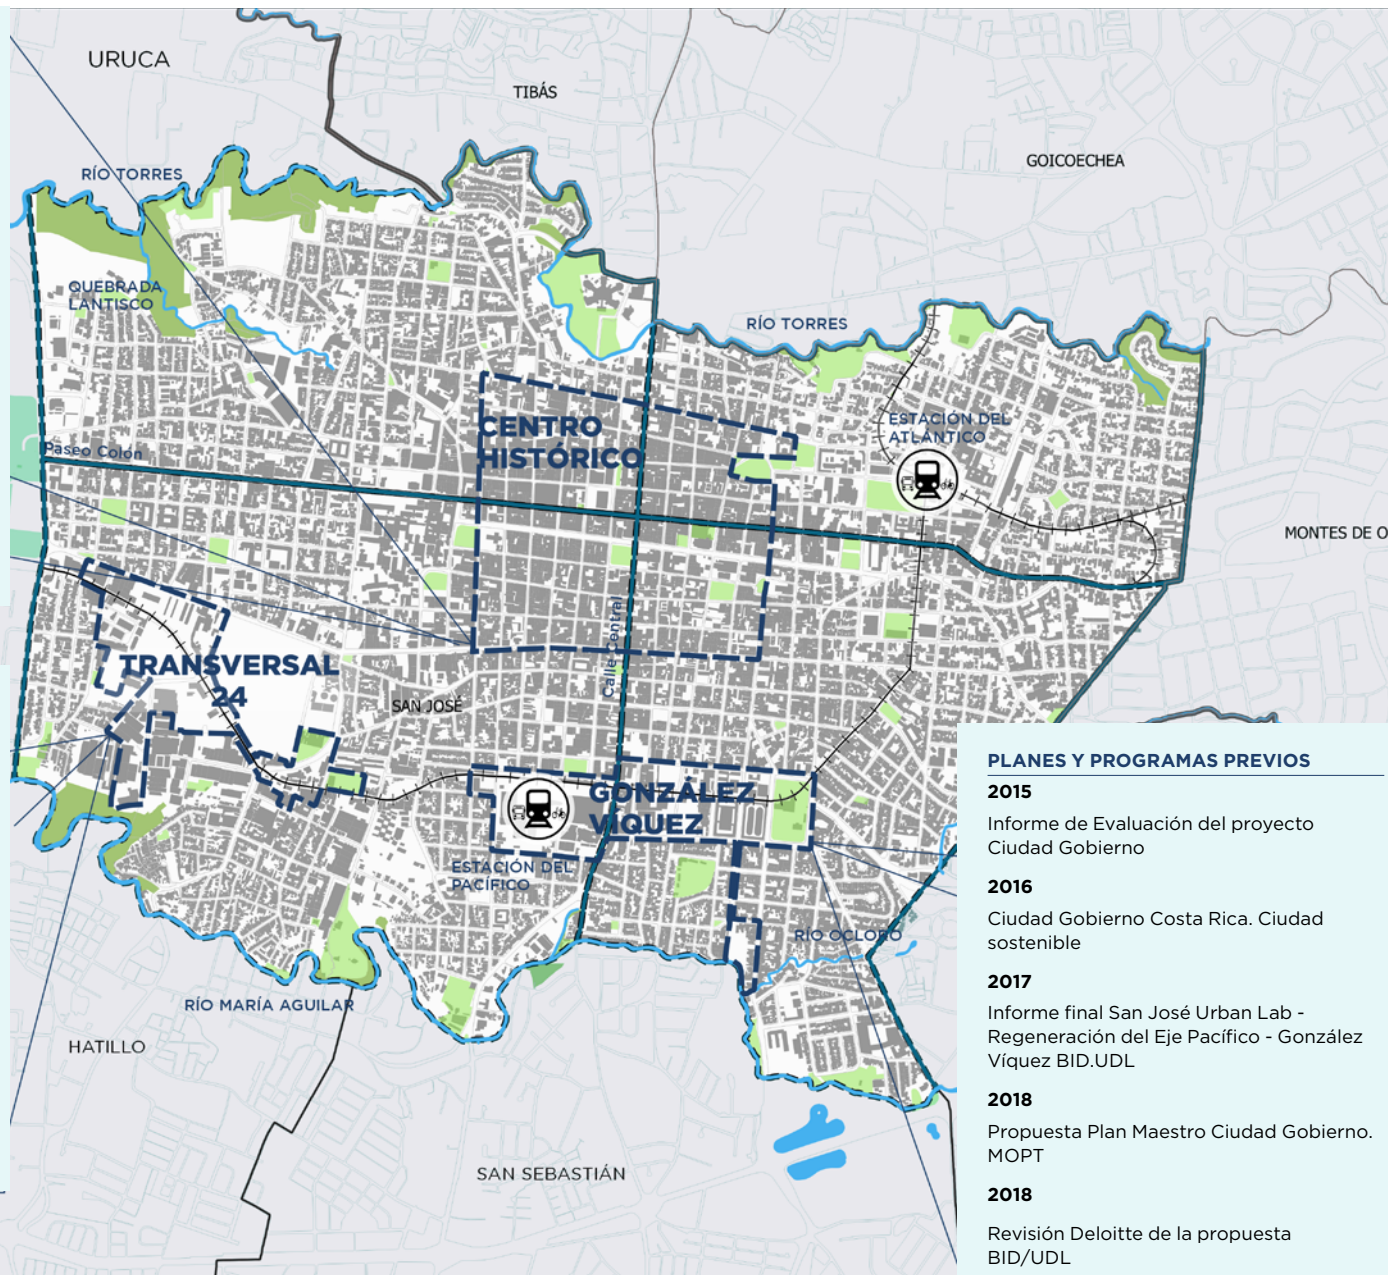 URUCA
TIBÁS
GOICOECHEA
RÍO TORRES
QUEBRADA
LANTISCO
RÍO TORRES
CENTRO
HISTÓRICO
ESTACIÓN DEL
ATLÁNTICO
Paseo Colón
MONTES DE O
Calle Central
TRANSVERSAL
24
SAN JOSÉ
GONZÁLEZ
VÍQUEZ
ESTACIÓN DEL
PACÍFICO
RÍO OCLORO
RÍO MARÍA AGUILAR
HATILLO
SAN SEBASTIÁN
PLANES Y PROGRAMAS PREVIOS
2015
Informe de Evaluación del proyecto
Ciudad Gobierno
2016
Ciudad Gobierno Costa Rica. Ciudad
sostenible
2017
Informe final San José Urban Lab -
Regeneración del Eje Pacífico - González
Víquez BID.UDL
2018
Propuesta Plan Maestro Ciudad Gobierno.
MOPT
2018
Revisión Deloitte de la propuesta
BID/UDL